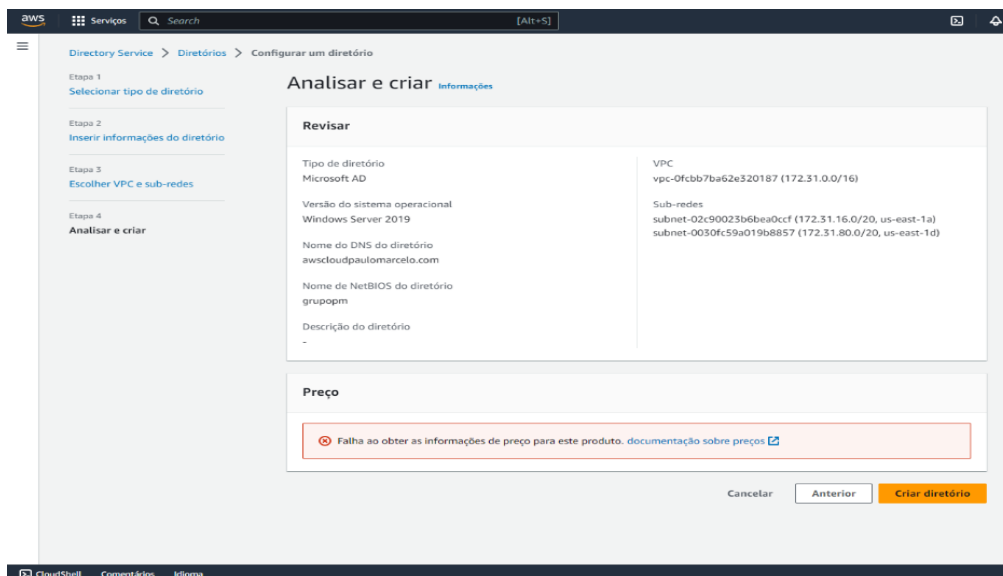 aws
Serviços
Search
[Alt+S]
Directory Service > Diretórios > Configurar um diretório
Etapa 1
Selecionar tipo de diretório
Etapa 2
Inserir informações do diretório
Etapa 3
Escolher VPC e sub-redes
Etapa 4
Analisar e criar
Analisar e criar Informações
Revisar
Tipo de diretório
Microsoft AD
Versão do sistema operacional
Windows Server 2019
Nome do DNS do diretório
awscloudpaulomarcelo.com
Nome de NetBIOS do diretório
grupopm
Descrição do diretório
-
VPC
vpc-0fcbb7ba62e320187 (172.31.0.0/16)
Sub-redes
subnet-02c90023b6bea0ccf (172.31.16.0/20, us-east-1a)
subnet-0030fc59a019b8857 (172.31.80.0/20, us-east-1d)
Preço
Falha ao obter as informações de preço para este produto. documentação sobre preços
Cancelar
Anterior
Criar diretório
CloudShell
Comentários
Idioma